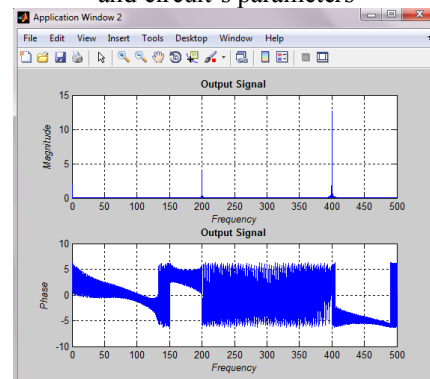 and circuit's parameters
Application Window 2
File Edit View Insert Tools Desktop Window Help
Output Signal
15
10
5
0
Magnitude
0 50 100 150 200 250 300 350 400 450 500
Frequency
Output Signal
10
5
0
-5
-10
Phase
0 50 100 150 200 250 300 350 400 450 500
Frequency